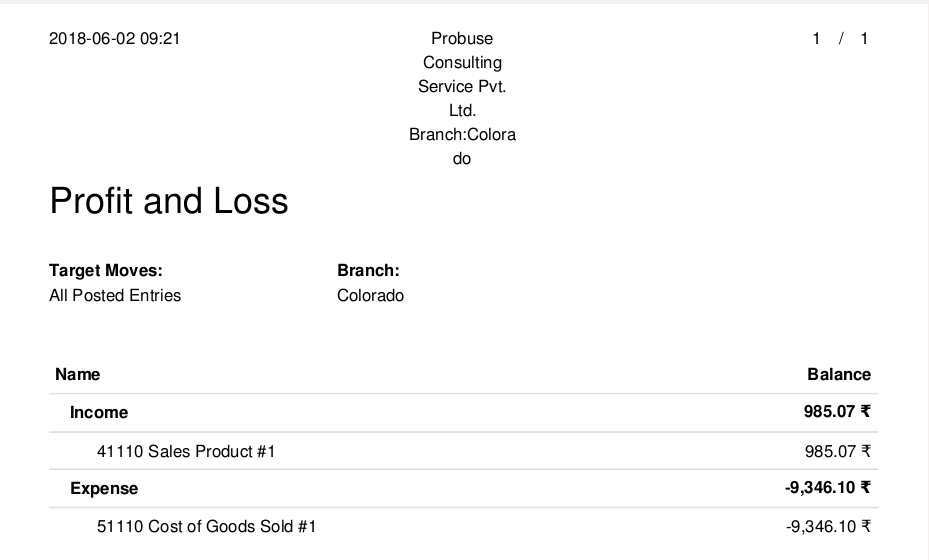 2018-06-02 09:21
Probuse
Consulting
Service Pvt.
Ltd.
Branch:Colora
do
1 / 1
Profit and Loss
Target Moves: Branch:
All Posted Entries Colorado
Name Balance
Income 985.07 ₹
41110 Sales Product #1 985.07 ₹
Expense -9,346.10 ₹
51110 Cost of Goods Sold #1 -9,346.10 ₹